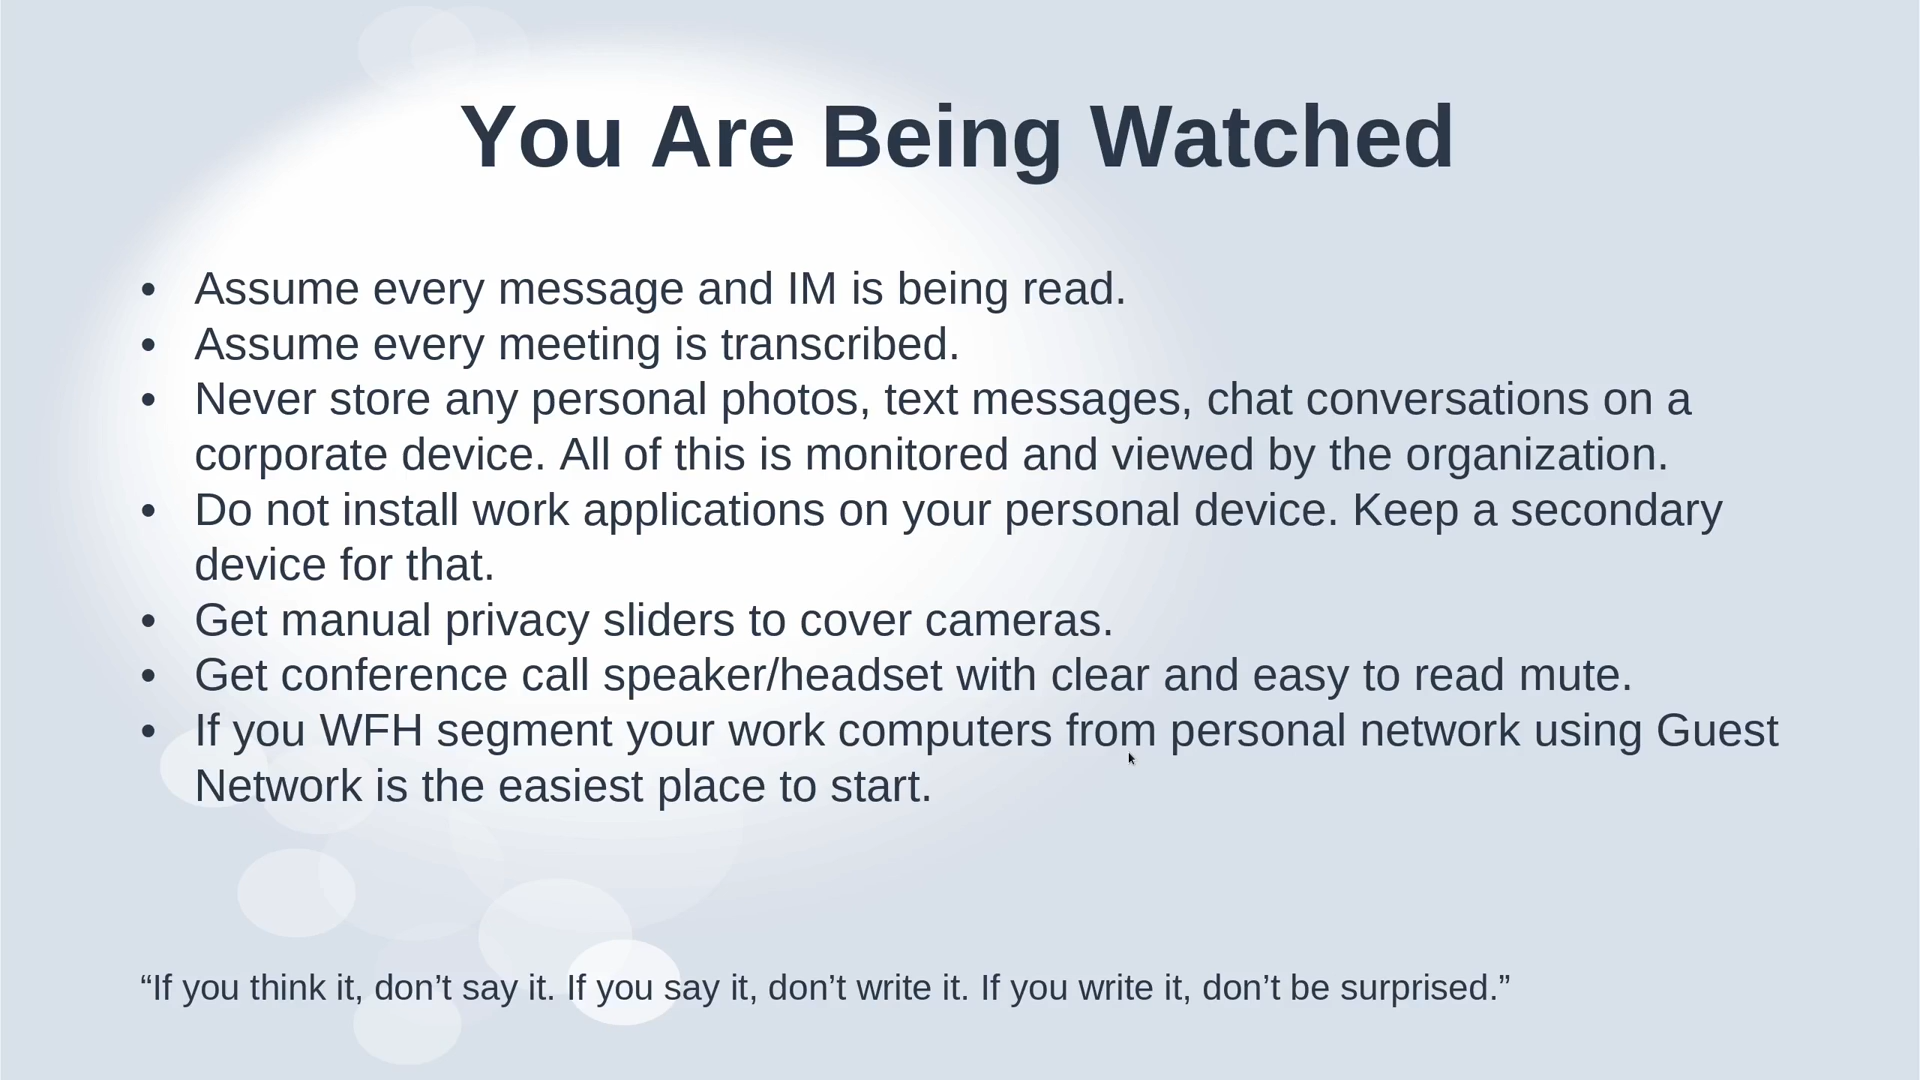 You Are Being Watched
• Assume every message and IM is being read.
• Assume every meeting is transcribed.
• Never store any personal photos, text messages, chat conversations on a
corporate device. All of this is monitored and viewed by the organization.
• Do not install work applications on your personal device. Keep a secondary
device for that.
• Get manual privacy sliders to cover cameras.
• Get conference call speaker/headset with clear and easy to read mute.
• If you WFH segment your work computers from personal network using Guest
Network is the easiest place to start.
“If you think it, don’t say it. If you say it, don’t write it. If you write it, don’t be surprised.”